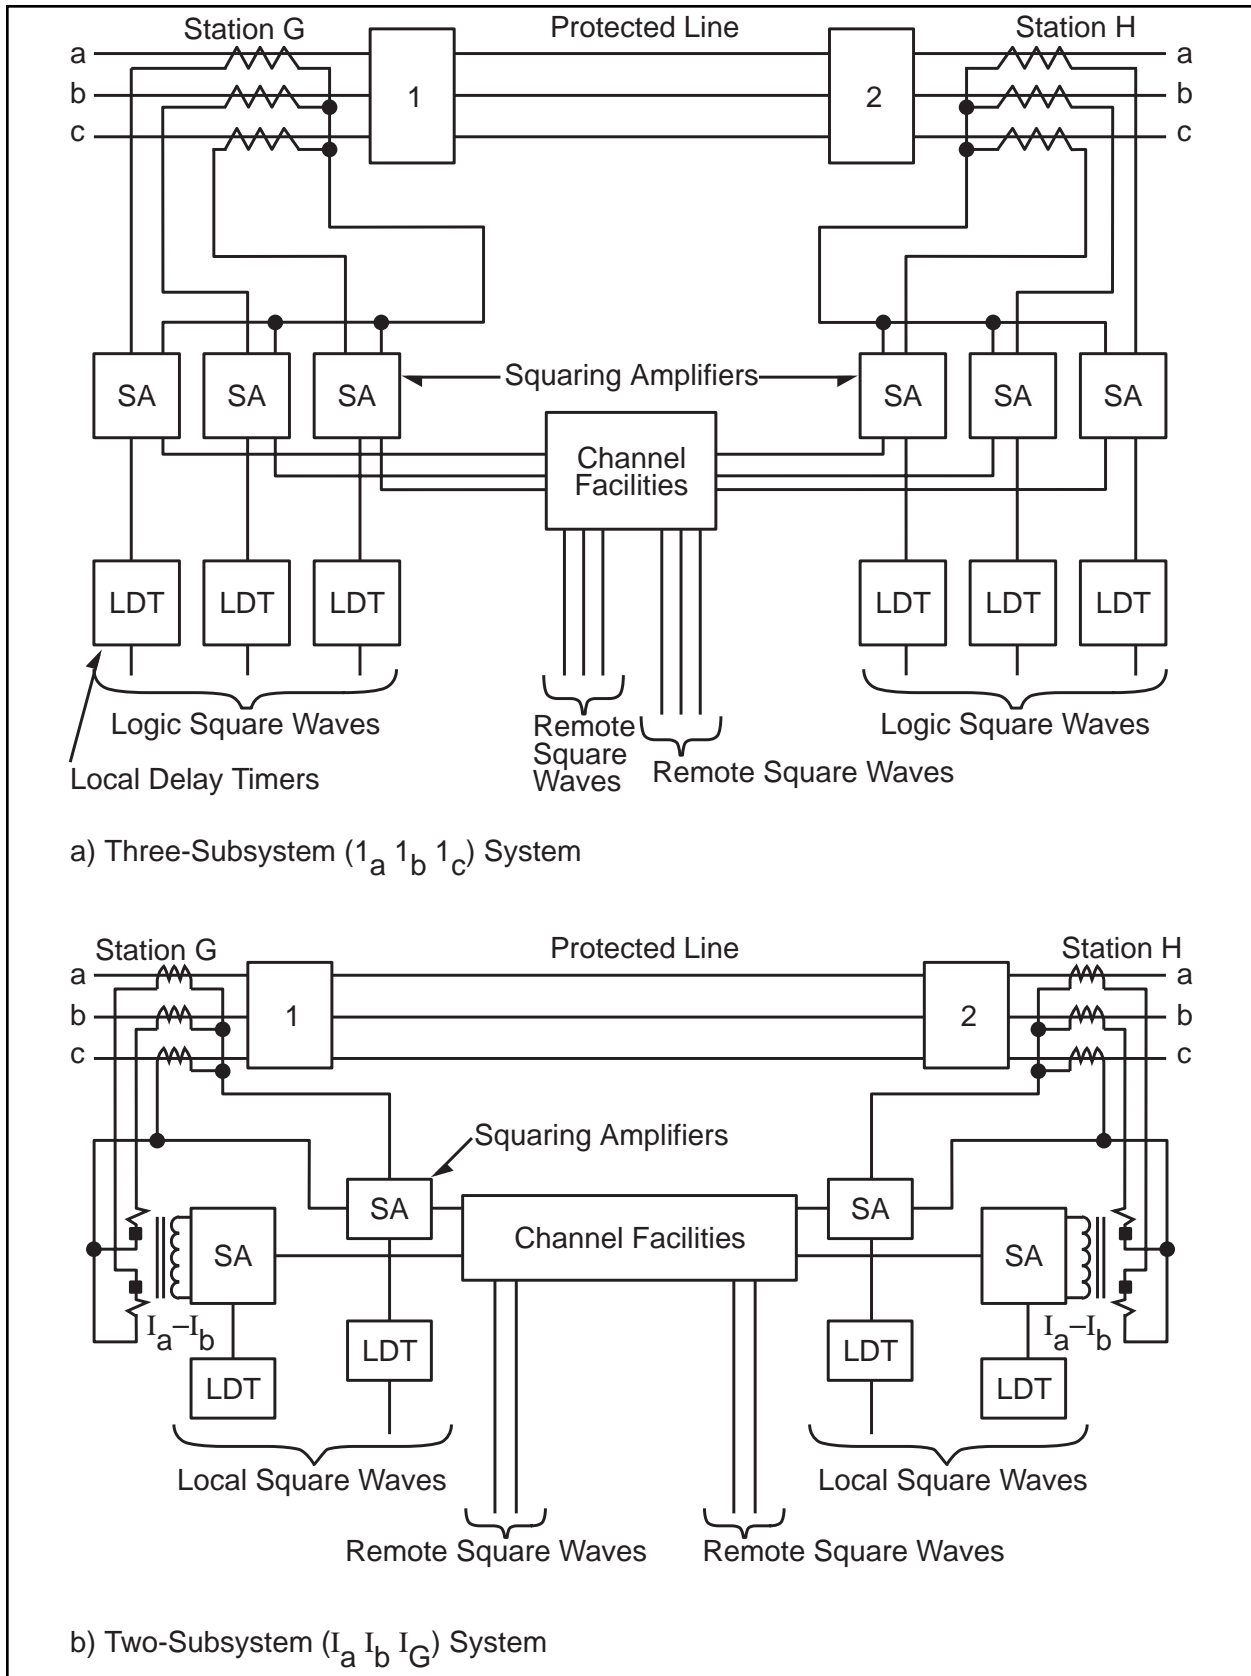 Station G
Protected Line
Station H
a
b
c
1
2
a
b
c
SA
SA
SA
Squaring Amplifiers
SA
SA
SA
Channel
Facilities
LDT
LDT
LDT
LDT
LDT
LDT
Logic Square Waves
Remote
Square
Waves
Remote Square Waves
Logic Square Waves
Local Delay Timers
a) Three-Subsystem (1a 1b 1c) System
Station G
Protected Line
Station H
a
b
c
1
2
a
b
c
Squaring Amplifiers
SA
SA
SA
Channel Facilities
SA
Ia–Ib
Ia–Ib
LDT
LDT
LDT
LDT
Local Square Waves
Local Square Waves
Remote Square Waves
Remote Square Waves
b) Two-Subsystem (Ia Ib IG) System